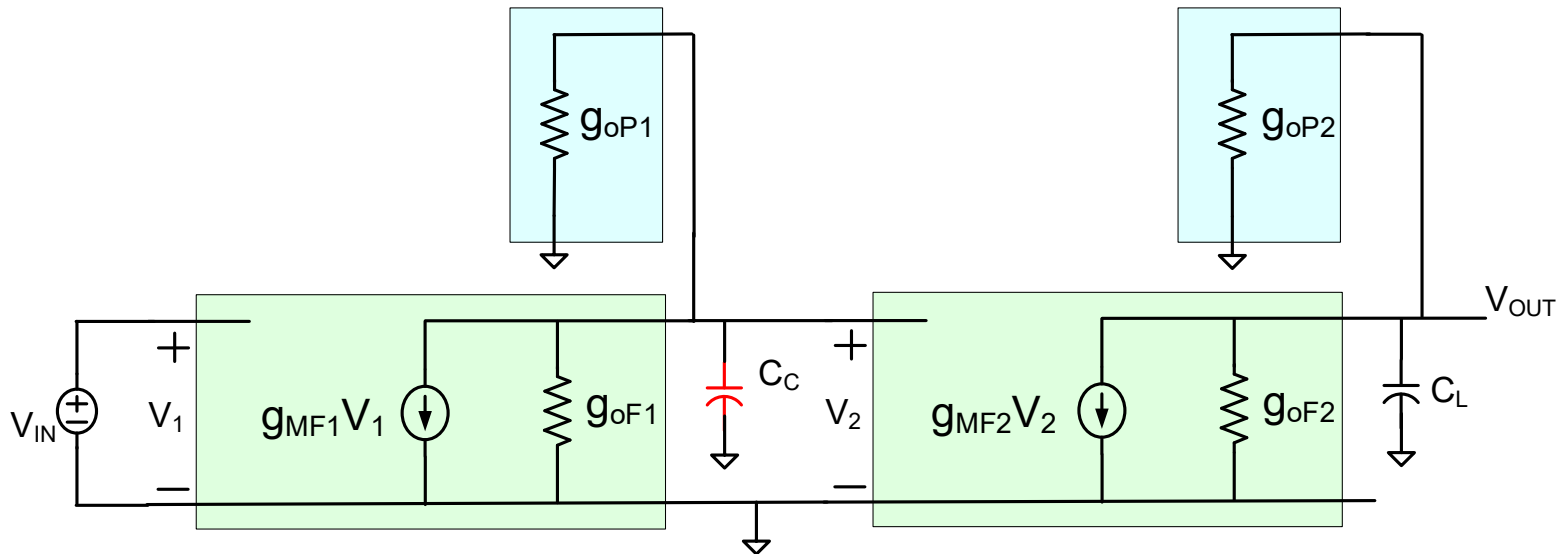 goP1
goP2
VOUT
+
+
CC
VIN
V1
gMF1V1
goF1
V2
gMF2V2
goF2
CL
−
−